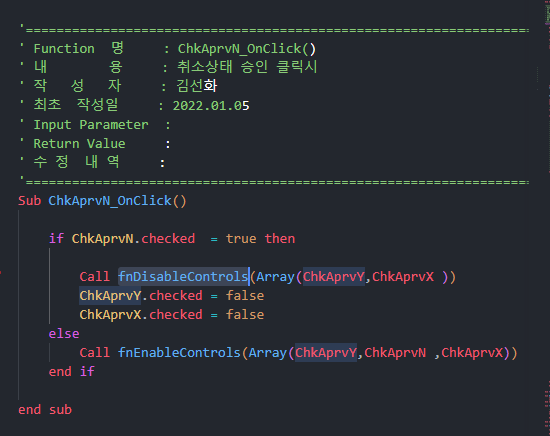 '==================================================================
' Function 명 : ChkAprvN_OnClick()
' 내 용 : 취소상태 승인 클릭시
' 작 성 자 : 김선화
' 최초 작성일 : 2022.01.05
' Input Parameter :
' Return Value :
' 수 정 내 역 :
'==================================================================
Sub ChkAprvN_OnClick()
if ChkAprvN.checked = true then
Call fnDisableControls(Array(ChkAprvY,ChkAprvX ))
ChkAprvY.checked = false
ChkAprvX.checked = false
else
Call fnEnableControls(Array(ChkAprvY,ChkAprvN ,ChkAprvX))
end if
end sub